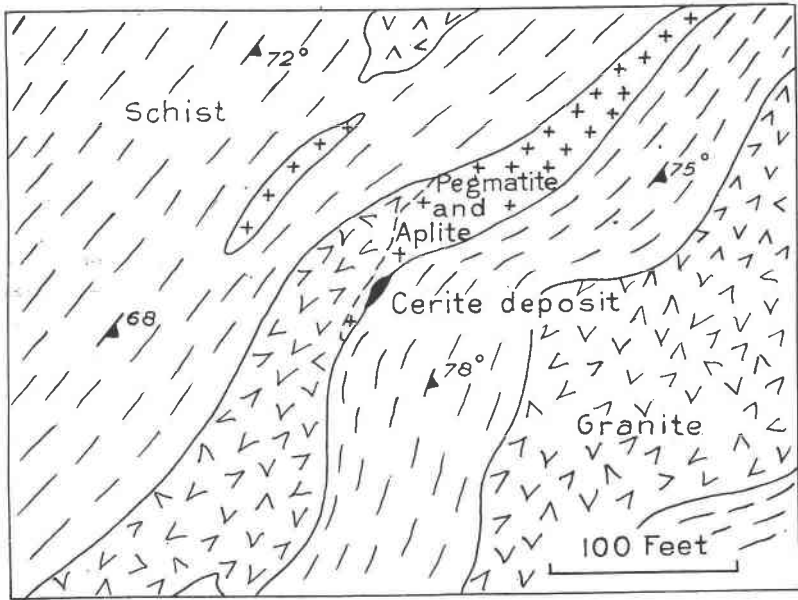 72°
Schist
75°
Pegmatite
and
Aplite
Cerite deposit
68
78°
Granite
100 Feet